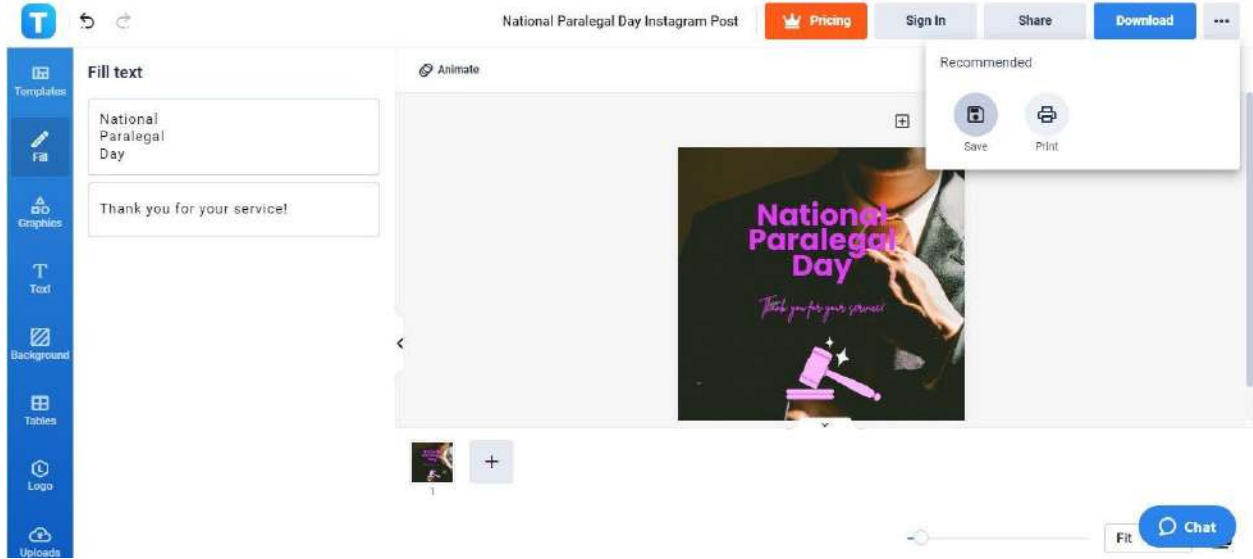 T
National Paralegal Day Instagram Post
Pricing
Sign In
Share
Download
Recommended
Save
Print
Templates
Fill
Graphics
Text
Background
Tables
Logo
Uploads
Fill text
National
Paralegal
Day
Thank you for your service!
Animate
National
Paralegal
Day
Thank you for your service!
1
Fit
Chat